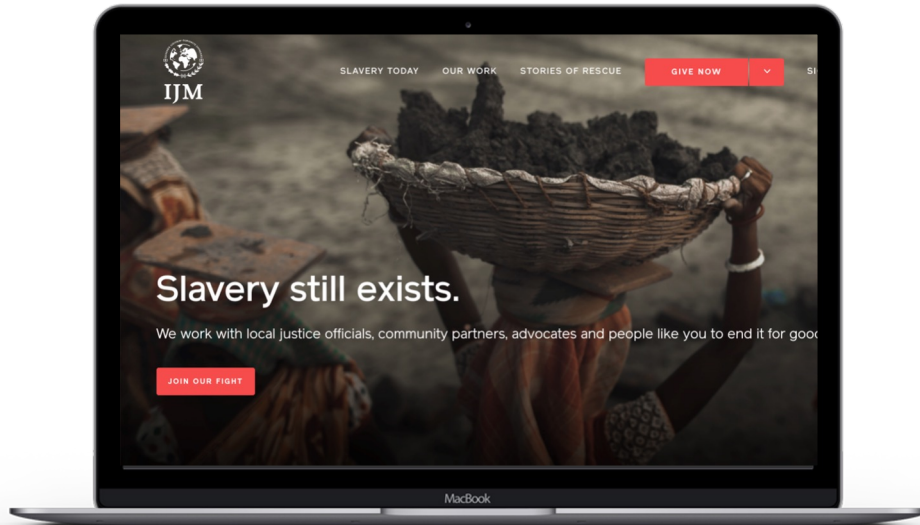 IJM
SLAVERY TODAY OUR WORK STORIES OF RESCUE GIVE NOW SI
Slavery still exists.
We work with local justice officials, community partners, advocates and people like you to end it for good
JOIN OUR FIGHT
MacBook